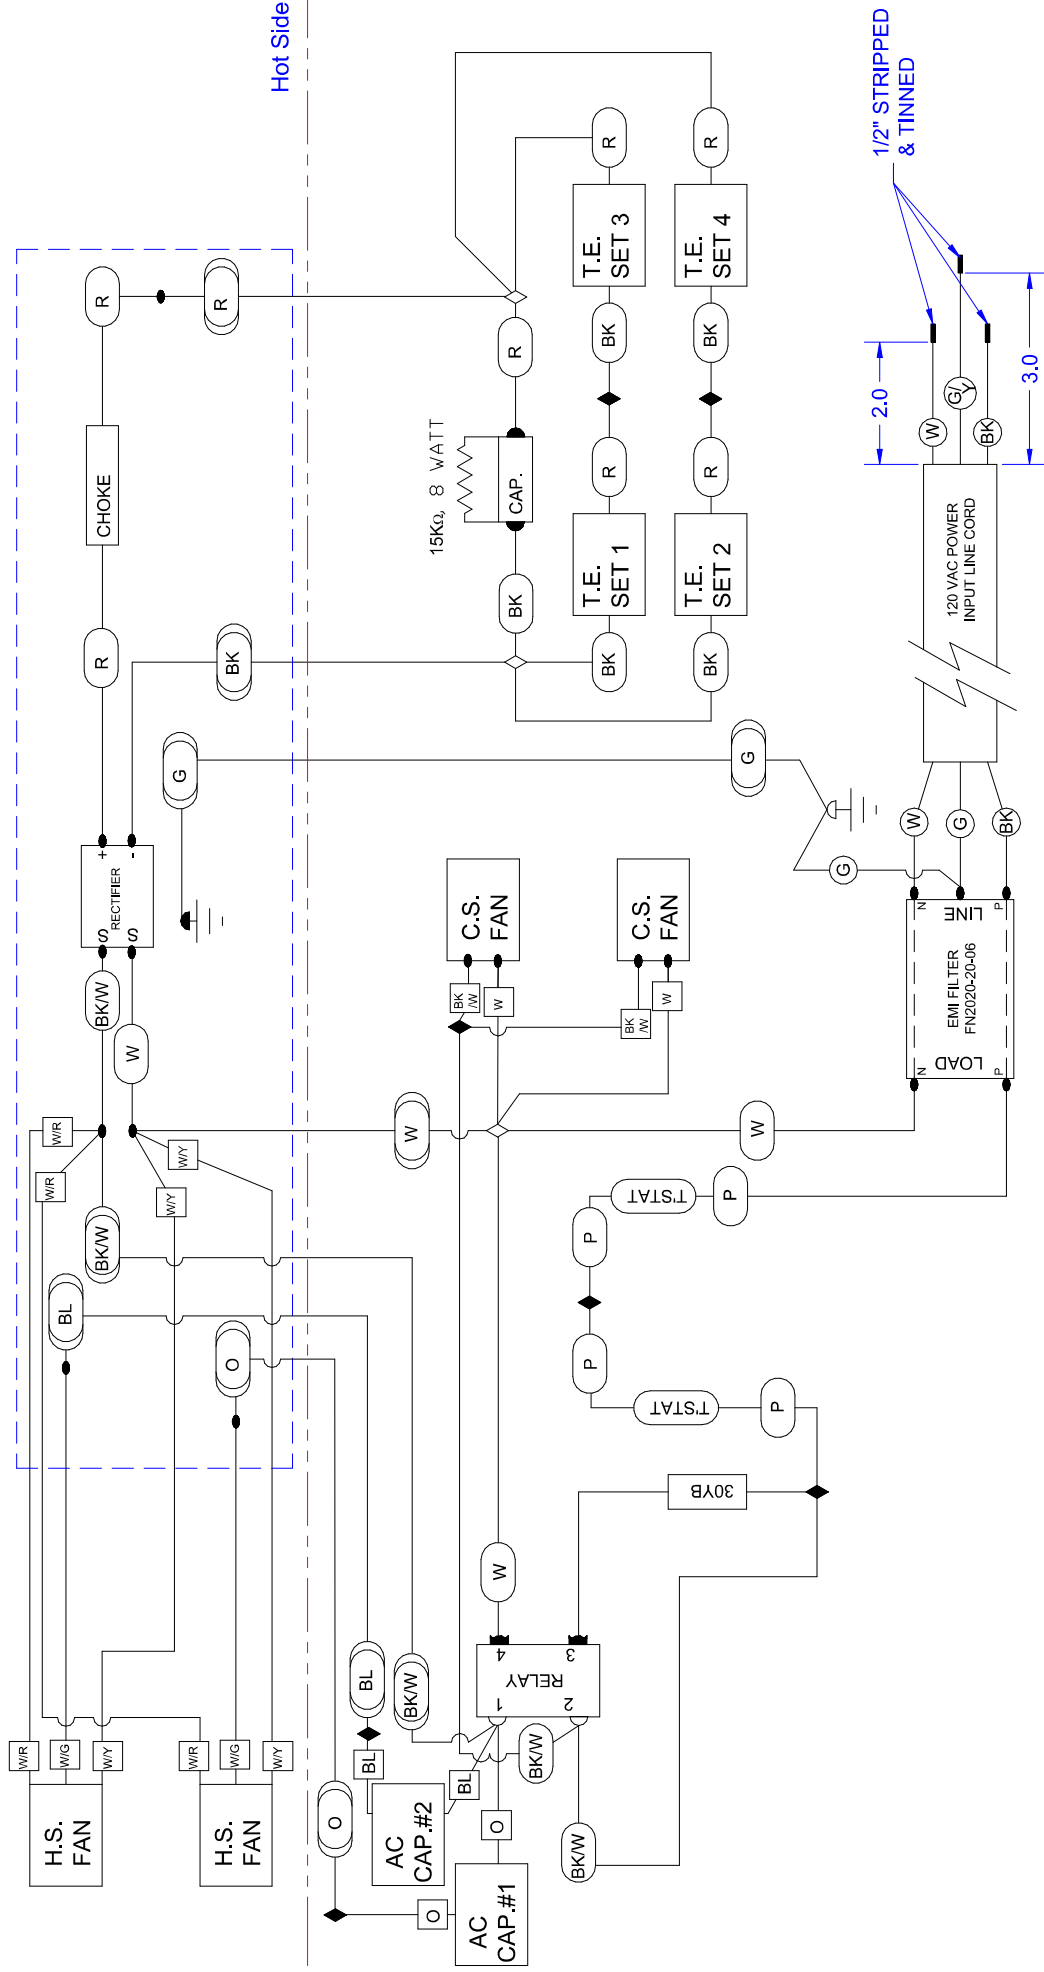 Hot Side
R
R
CHOKE
R
BK
G
+
-
RECTIFIER
S
S
BK/W
W
W/R
W/R
W/Y
W/Y
BK/W
BL
O
W/R
W/G
W/Y
H.S.
FAN
W/R
W/G
W/Y
H.S.
FAN
15KΩ, 8 WATT
R
CAP.
BK
R
T.E.
SET 3
BK
R
T.E.
SET 1
BK
R
T.E.
SET 4
BK
R
T.E.
SET 2
BK
G
G
C.S.
FAN
BK
/W
W
C.S.
FAN
BK
/W
W
W
W
P
T'STAT
P
P
T'STAT
P
30YB
W
4
3
RELAY
1
2
BL
BK/W
BK/W
BL
BL
AC
CAP.#2
O
O
O
AC
CAP.#1
BK/W
1/2" STRIPPED
& TINNED
2.0
3.0
W
G/Y
BK
120 VAC POWER
INPUT LINE CORD
W
G
BK
N
LINE
P
EMI FILTER
FN2020-20-06
N
LOAD
P